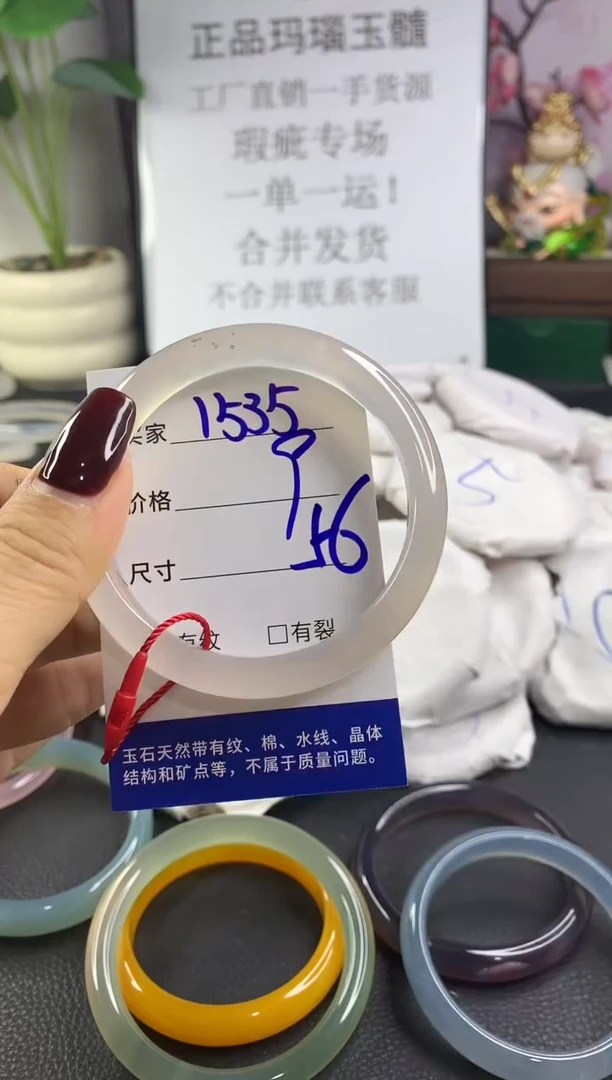 正品玛瑙玉髓
工厂直销一手货源
瑕疵专场
一单一运！
合并发货
不合并联系客服
家 1535
价格 9
尺寸 56
有纹 □有裂
玉石天然带有纹、棉、水线、晶体
结构和矿点等，不属于质量问题。
5